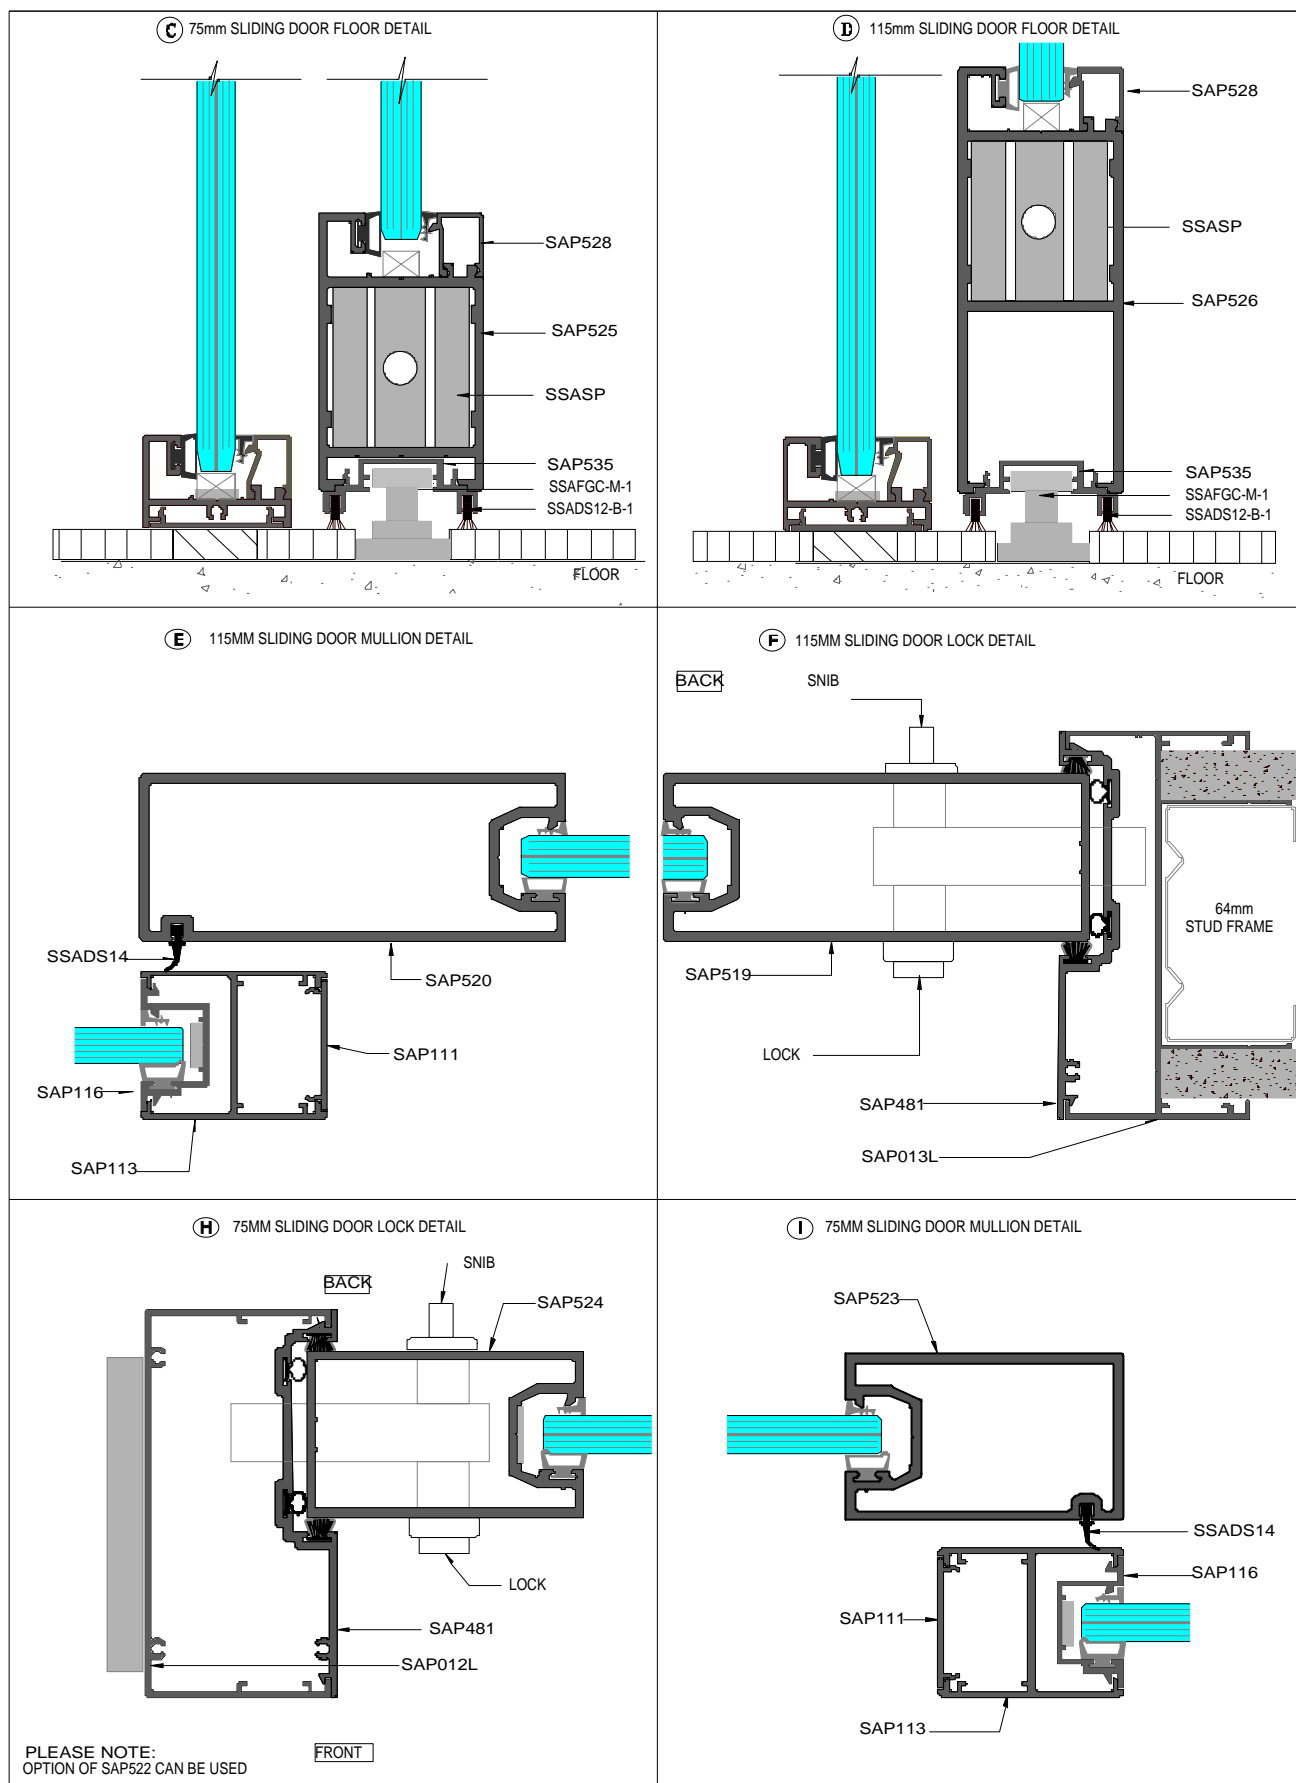 C 75mm SLIDING DOOR FLOOR DETAIL
SAP528
SAP525
SSASP
SAP535
SSAFGC-M-1
SSADS12-B-1
FLOOR
D 115mm SLIDING DOOR FLOOR DETAIL
SAP528
SSASP
SAP526
SAP535
SSAFGC-M-1
SSADS12-B-1
FLOOR
E 115MM SLIDING DOOR MULLION DETAIL
SSADS14
SAP520
SAP111
SAP116
SAP113
F 115MM SLIDING DOOR LOCK DETAIL
BACK
SNIB
64mm
STUD FRAME
SAP519
LOCK
SAP481
SAP013L
H 75MM SLIDING DOOR LOCK DETAIL
SNIB
BACK
SAP524
LOCK
SAP481
SAP012L
PLEASE NOTE:
OPTION OF SAP522 CAN BE USED
FRONT
I 75MM SLIDING DOOR MULLION DETAIL
SAP523
SSADS14
SAP116
SAP111
SAP113